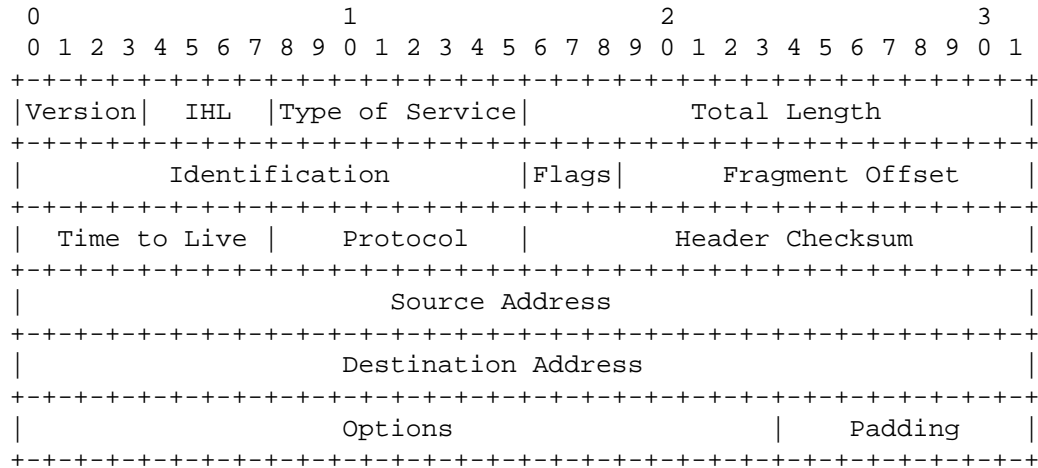 0                   1                   2                   3
 0 1 2 3 4 5 6 7 8 9 0 1 2 3 4 5 6 7 8 9 0 1 2 3 4 5 6 7 8 9 0 1
+-+-+-+-+-+-+-+-+-+-+-+-+-+-+-+-+-+-+-+-+-+-+-+-+-+-+-+-+-+-+-+-+
|Version|  IHL  |Type of Service|          Total Length         |
+-+-+-+-+-+-+-+-+-+-+-+-+-+-+-+-+-+-+-+-+-+-+-+-+-+-+-+-+-+-+-+-+
|         Identification        |Flags|      Fragment Offset    |
+-+-+-+-+-+-+-+-+-+-+-+-+-+-+-+-+-+-+-+-+-+-+-+-+-+-+-+-+-+-+-+-+
|  Time to Live |    Protocol   |         Header Checksum       |
+-+-+-+-+-+-+-+-+-+-+-+-+-+-+-+-+-+-+-+-+-+-+-+-+-+-+-+-+-+-+-+-+
|                       Source Address                          |
+-+-+-+-+-+-+-+-+-+-+-+-+-+-+-+-+-+-+-+-+-+-+-+-+-+-+-+-+-+-+-+-+
|                    Destination Address                        |
+-+-+-+-+-+-+-+-+-+-+-+-+-+-+-+-+-+-+-+-+-+-+-+-+-+-+-+-+-+-+-+-+
|                    Options                    |    Padding    |
+-+-+-+-+-+-+-+-+-+-+-+-+-+-+-+-+-+-+-+-+-+-+-+-+-+-+-+-+-+-+-+-+